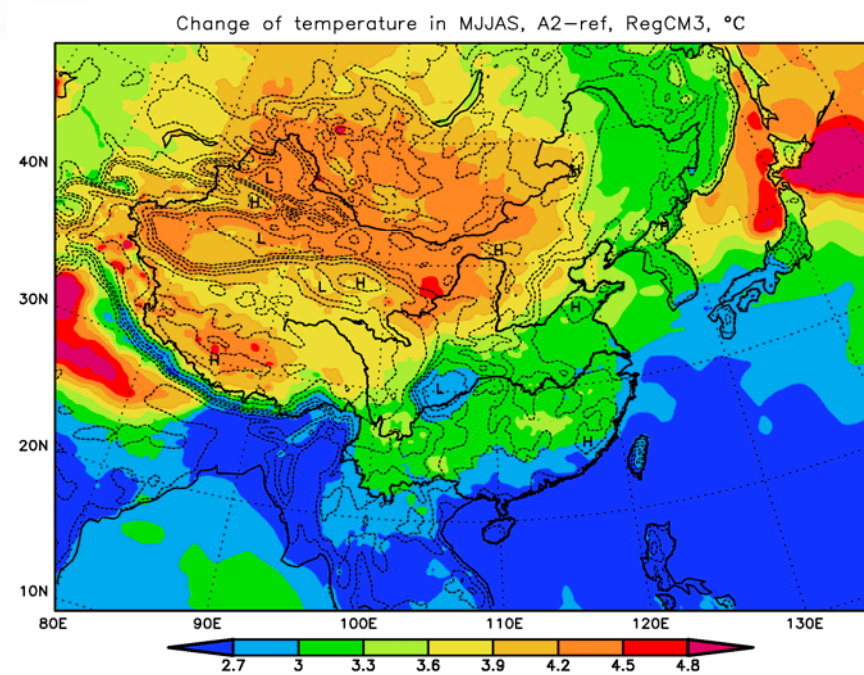 Change of temperature in MJJAS, A2−ref, RegCM3, °C
40N
L
H
L
H
H
L
H
30N
H
H
L
20N
H
10N
80E 90E 100E 110E 120E 130E
2.7 3 3.3 3.6 3.9 4.2 4.5 4.8